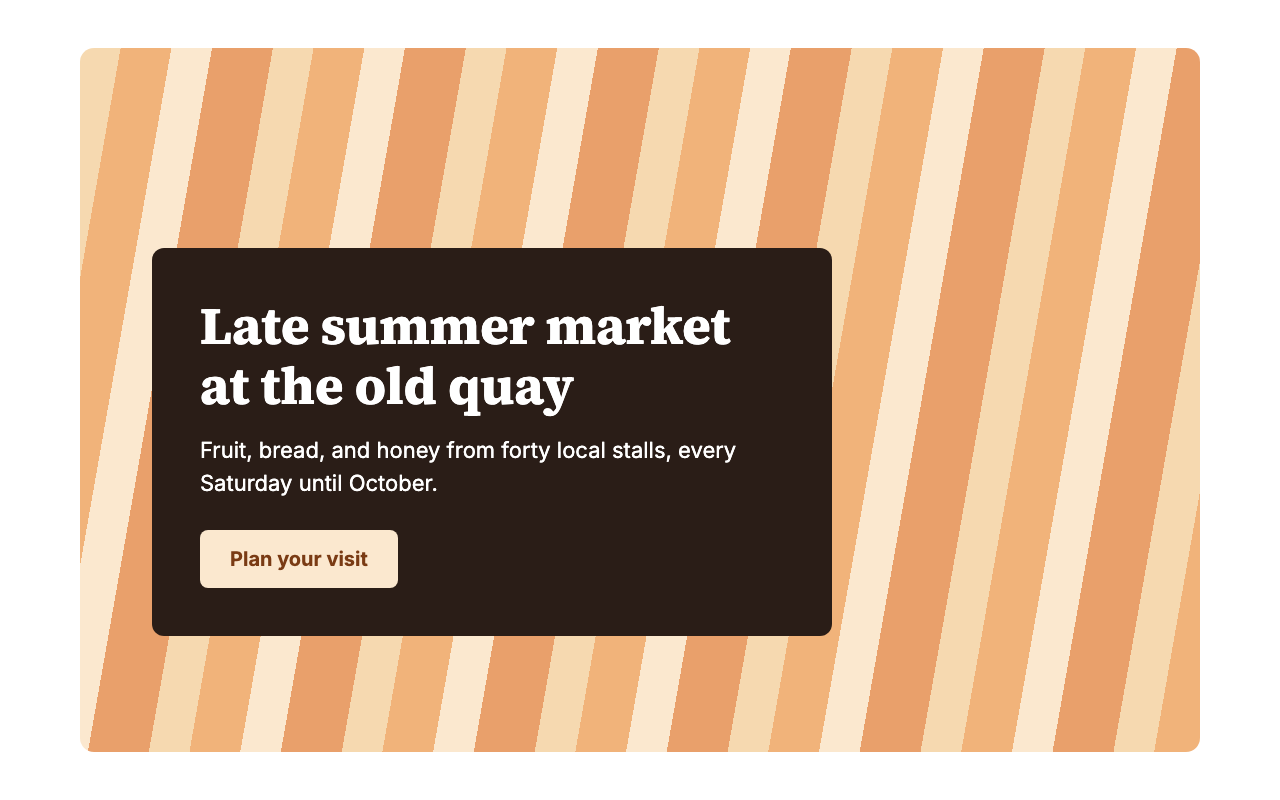 Late summer market
at the old quay
Fruit, bread, and honey from forty local stalls, every
Saturday until October.
Plan your visit